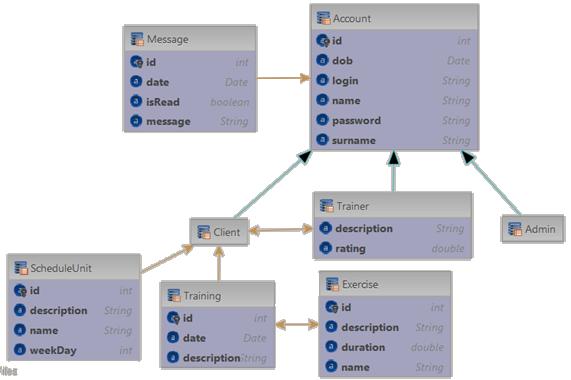 Account
id int
dob Date
login String
name String
password String
surname String
Message
id int
date Date
isRead boolean
message String
Trainer
description String
rating double
Client
Admin
ScheduleUnit
id int
description String
name String
weekDay int
Training
id int
date Date
description String
Exercise
id int
description String
duration double
name String